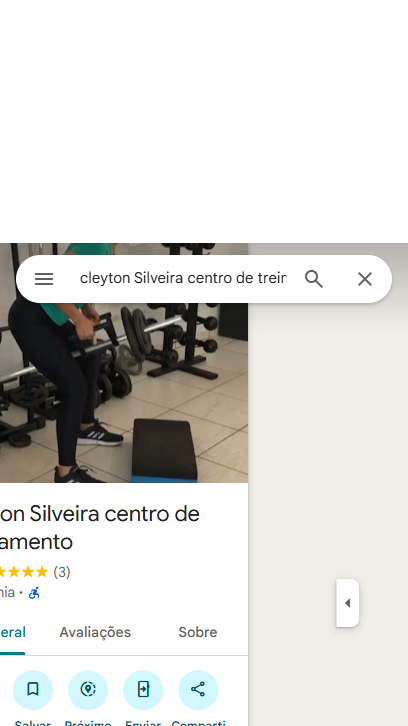 cleyton Silveira centro de trein
on Silveira centro de
amento
(3)
nia •
eral Avaliações Sobre
Salvar Próximo Enviar Comparti